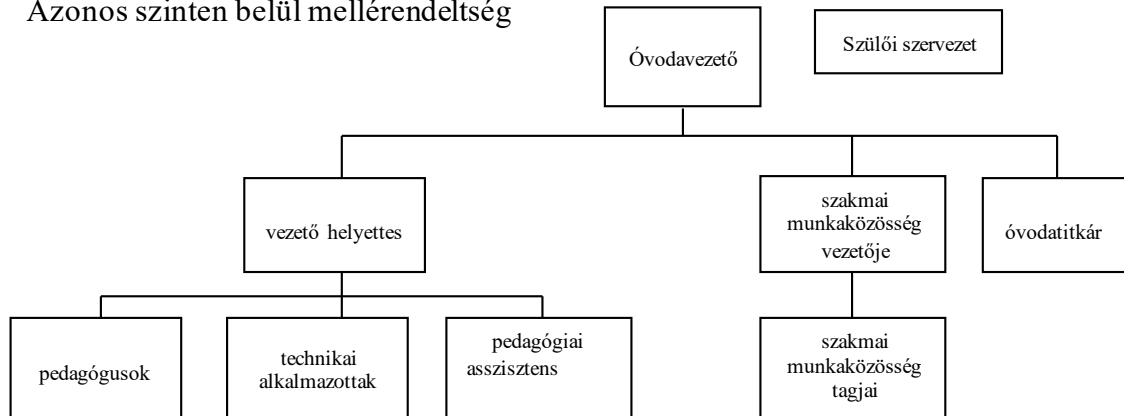 Azonos szinten belül mellérendeltség
Óvodavezető
Szülői szervezet
vezető helyettes
szakmai
munkaközösség
vezetője
óvodatitkár
pedagógusok
technikai
alkalmazottak
pedagógiai
asszisztens
szakmai
munkaközösség
tagjai